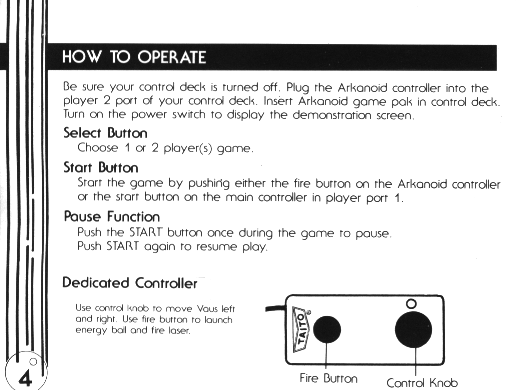 HOW TO OPERATE
Be sure your control deck is turned off. Plug the Arkanoid controller into the
player 2 port of your control deck. Insert Arkanoid game pak in control deck.
Turn on the power switch to display the demonstration screen.
Select Button
Choose 1 or 2 player(s) game.
Start Button
Start the game by pushing either the fire button on the Arkanoid controller
or the start button on the main controller in player port 1.
Pause Function
Push the START button once during the game to pause.
Push START again to resume play.
Dedicated Controller
Use control knob to move Vaus left
and right. Use fire button to launch
energy ball and fire laser.
TAITO®
Fire Button
Control Knob
4